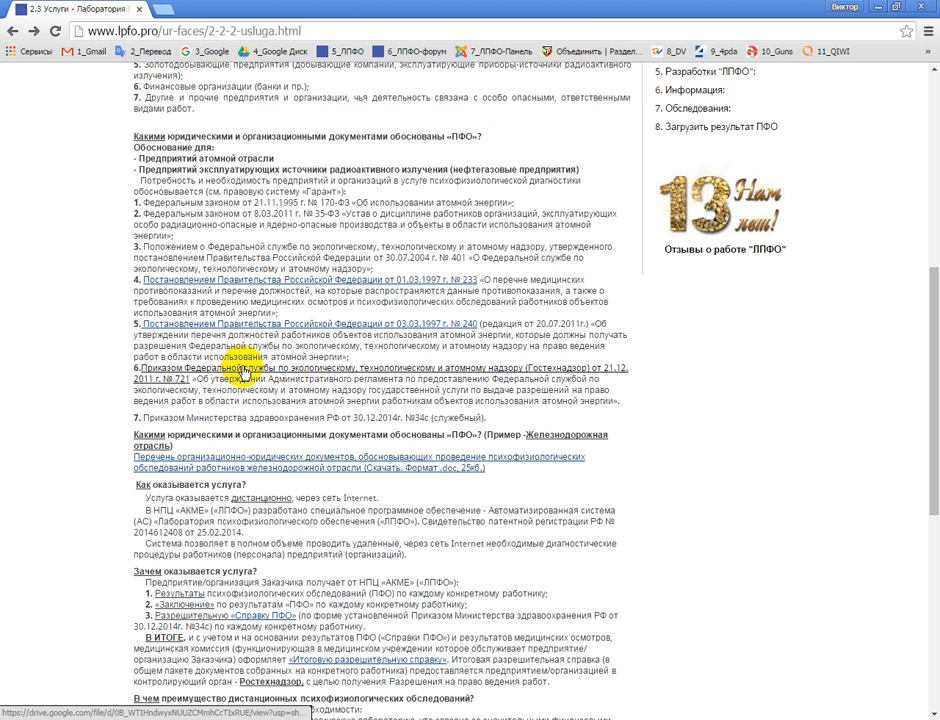 2.3 Услуги - Лаборатория
Виктор
www.lpfo.pro/ur-faces/2-2-2-usluga.html
Сервисы 1_Gmail 2_Перевод 3_Google 4_Google Диск 5_ЛПФО 6_ЛПФО-форум 7_ЛПФО-Панель Объединить | Раздел... 8_DV 9_4pda 10_Guns 11_QIWI »
5. Золотодобывающие предприятия (добывающие компании, эксплуатирующие приборы-источники радиоактивного
излучения);
6. Финансовые организации (банки и пр.);
7. Другие и прочие предприятия и организации, чья деятельность связана с особо опасными, ответственными
видами работ.
Какими юридическими и организационными документами обоснованы «ПФО»?
Обоснование для:
- Предприятий атомной отрасли
- Предприятий эксплуатирующих источники радиоактивного излучения (нефтегазовые предприятия)
Потребность и необходимость предприятий и организаций в услуге психофизиологической диагностики
обосновывается (см. правовую систему «Гарант»):
1. Федеральным законом от 21.11.1995 г. № 170-ФЗ «Об использовании атомной энергии»;
2. Федеральным законом от 8.03.2011 г. № 35-ФЗ «Устав о дисциплине работников организаций, эксплуатирующих
особо радиационно-опасные и ядерно-опасные производства и объекты в области использования атомной
энергии»;
3. Положением о Федеральной службе по экологическому, технологическому и атомному надзору, утвержденного
постановлением Правительства Российской Федерации от 30.07.2004 г. № 401 «О Федеральной службе по
экологическому, технологическому и атомному надзору»;
4. Постановлением Правительства Российской Федерации от 01.03.1997 г. № 233 «О перечне медицинских
противопоказаний и перечне должностей, на которые распространяются данные противопоказания, а также о
требованиях к проведению медицинских осмотров и психофизиологических обследований работников объектов
использования атомной энергии»;
5. Постановлением Правительства Российской Федерации от 03.03.1997 г. № 240 (редакция от 20.07.2011г.) «Об
утверждении перечня должностей работников объектов использования атомной энергии, которые должны получать
разрешения Федеральной службы по экологическому, технологическому и атомному надзору на право ведения
работ в области использования атомной энергии»;
6.Приказом Федеральной службы по экологическому, технологическому и атомному надзору (Гостехнадзор) от 21.12.
2011 г. № 721 «Об утверждении Административного регламента по предоставлению Федеральной службой по
экологическому, технологическому и атомному надзору государственной услуги по выдаче разрешений на право
ведения работ в области использования атомной энергии работникам объектов использования атомной энергии».
7. Приказом Министерства здравоохранения РФ от 30.12.2014г. №34с (служебный).
Какими юридическими и организационными документами обоснованы «ПФО»? (Пример -Железнодорожная
отрасль)
Перечень организационно-юридических документов, обосновывающих проведение психофизиологических
обследований работников железнодорожной отрасли (Скачать. Формат .doc, 25кб.)
Как оказывается услуга?
Услуга оказывается дистанционно, через сеть Internet.
В НПЦ «АКМЕ» («ЛПФО») разработано специальное программное обеспечение - Автоматизированная система
(АС) «Лаборатория психофизиологического обеспечения («ЛПФО»). Свидетельство патентной регистрации РФ №
2014612408 от 25.02.2014.
Система позволяет в полном объеме проводить удаленные, через сеть Internet необходимые диагностические
процедуры работников (персонала) предприятий (организаций).
Зачем оказывается услуга?
Предприятие/организация Заказчика получает от НПЦ «АКМЕ» («ЛПФО»):
1. Результаты психофизиологических обследований (ПФО) по каждому конкретному работнику;
2. «Заключение» по результатам «ПФО» по каждому конкретному работнику;
3. Разрешительную «Справку ПФО» (по форме установленной Приказом Министерства здравоохранения РФ от
30.12.2014г. №34с) по каждому конкретному работнику.
В ИТОГЕ, и с учетом и на основании результатов ПФО («Справки ПФО») и результатов медицинских осмотров,
медицинская комиссия (функционирующая в медицинском учреждении которое обслуживает предприятие/
организацию Заказчика) оформляет «Итоговую разрешительную справку». Итоговая разрешительная справка (в
общем пакете документов собранных на конкретного работника) предоставляется предприятием/организацией в
контролирующий орган - Ростехнадзор, с целью получения Разрешения на право ведения работ.
В чем преимущество дистанционных психофизиологических обследований?
5. Разработки "ЛПФО":
6. Информация:
7. Обследования:
8. Загрузить результат ПФО
13 Нам
лет!
Отзывы о работе "ЛПФО"